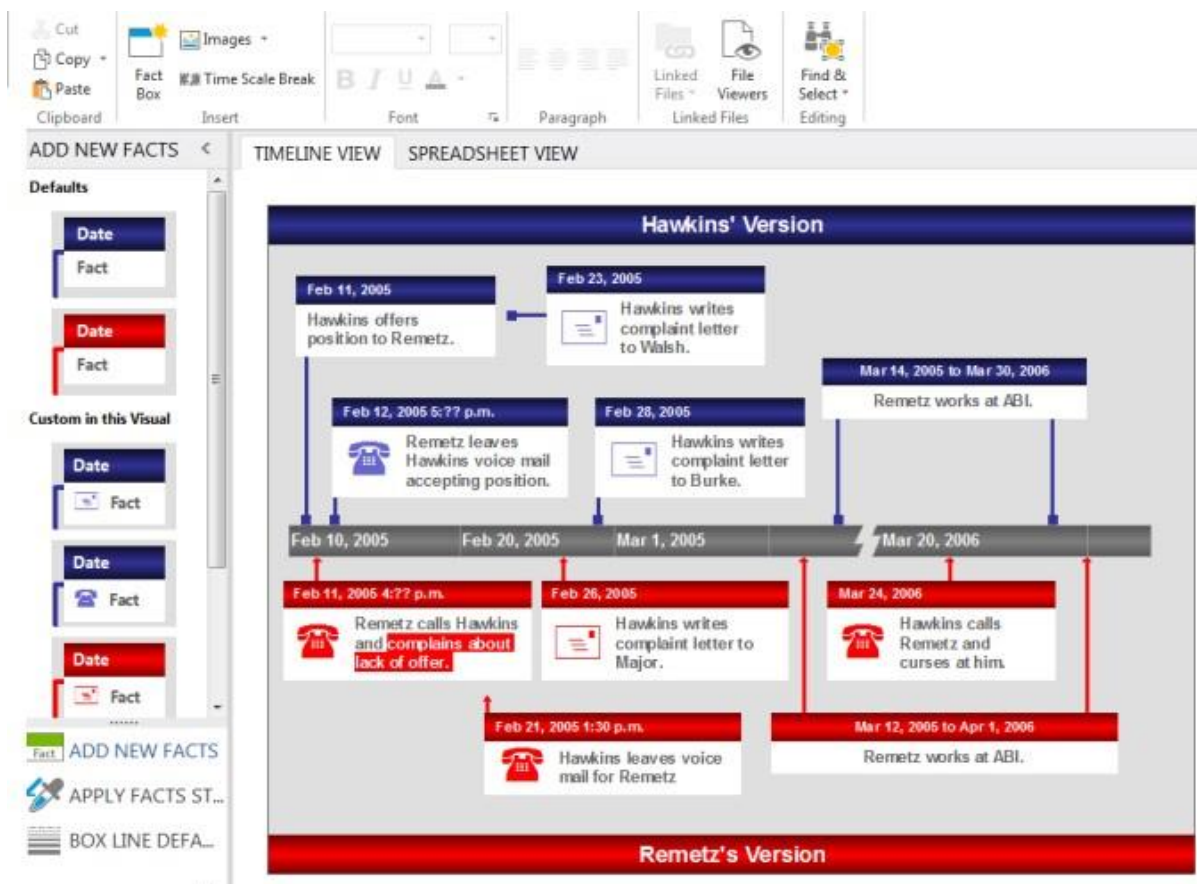 Cut
Copy
Paste
Clipboard
Fact
Box
Images
Time Scale Break
Insert
B I U A
Font
Paragraph
Linked
Files
File
Viewers
Linked Files
Find &
Select
Editing
ADD NEW FACTS <
Defaults
Date
Fact
Date
Fact
Custom in this Visual
Date
Fact
Date
Fact
Date
Fact
Fact ADD NEW FACTS
APPLY FACTS ST...
BOX LINE DEFA...
TIMELINE VIEW SPREADSHEET VIEW
Hawkins' Version
Feb 11, 2005
Hawkins offers
position to Remetz.
Feb 23, 2005
Hawkins writes
complaint letter
to Walsh.
Mar 14, 2005 to Mar 30, 2006
Remetz works at ABI.
Feb 12, 2005 5:?? p.m.
Remetz leaves
Hawkins voice mail
accepting position.
Feb 28, 2005
Hawkins writes
complaint letter
to Burke.
Feb 10, 2005 Feb 20, 2005 Mar 1, 2005 Mar 20, 2006
Feb 11, 2005 4:?? p.m.
Remetz calls Hawkins
and complains about
lack of offer.
Feb 26, 2005
Hawkins writes
complaint letter to
Major.
Mar 24, 2006
Hawkins calls
Remetz and
curses at him.
Feb 21, 2005 1:30 p.m.
Hawkins leaves voice
mail for Remetz
Mar 12, 2005 to Apr 1, 2006
Remetz works at ABI.
Remetz's Version